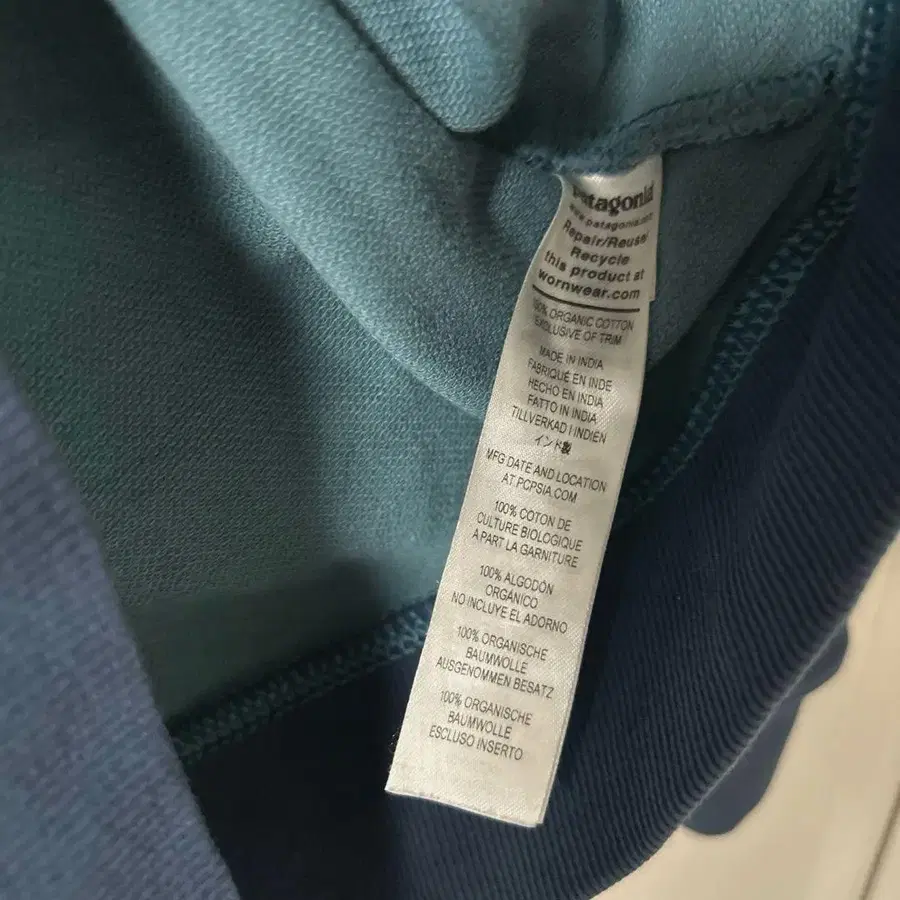 patagonia
www.patagonia.com
Repair/Reuse/
Recycle
this product at
wornwear.com
100% ORGANIC COTTON
EXCLUSIVE OF TRIM
MADE IN INDIA
FABRIQUÉ EN INDE
HECHO EN INDIA
FATTO IN INDIA
TILLVERKAD I INDIEN
インド製
MFG DATE AND LOCATION
AT.PCPSIA.COM
100% COTON DE
CULTURE BIOLOGIQUE
A PART LA GARNITURE
100% ALGODÓN
ORGÁNICO
NO INCLUYE EL ADORNO
100% ORGANISCHE
BAUMWOLLE
AUSGENOMMEN BESATZ
100% ORGANISCHE
BAUMWOLLE
ESCLUSO INSERTO